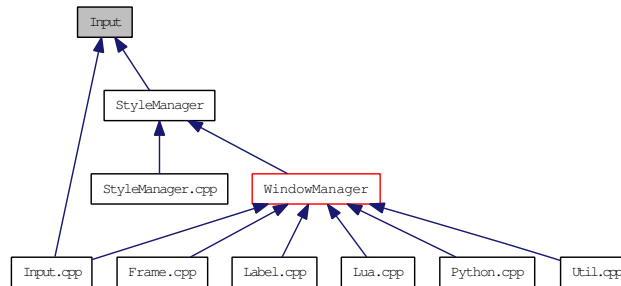 Input
StyleManager
StyleManager.cpp
WindowManager
Input.cpp
Frame.cpp
Label.cpp
Lua.cpp
Python.cpp
Util.cpp